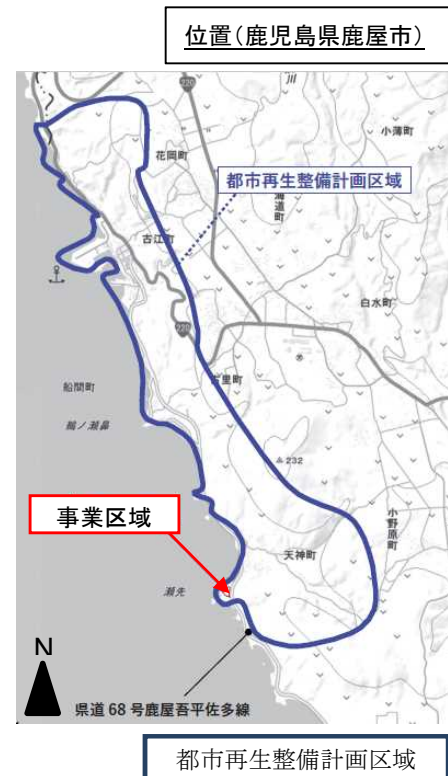 位置(鹿児島県鹿屋市)
220
川
小薄町
花岡町
都市再生整備計画区域
海道町
古江町
白水町
220
古里町
船間町
鵜ノ瀬鼻
232
小野原町
事業区域
天神町
瀬先
N
県道68号鹿屋吾平佐多線
都市再生整備計画区域